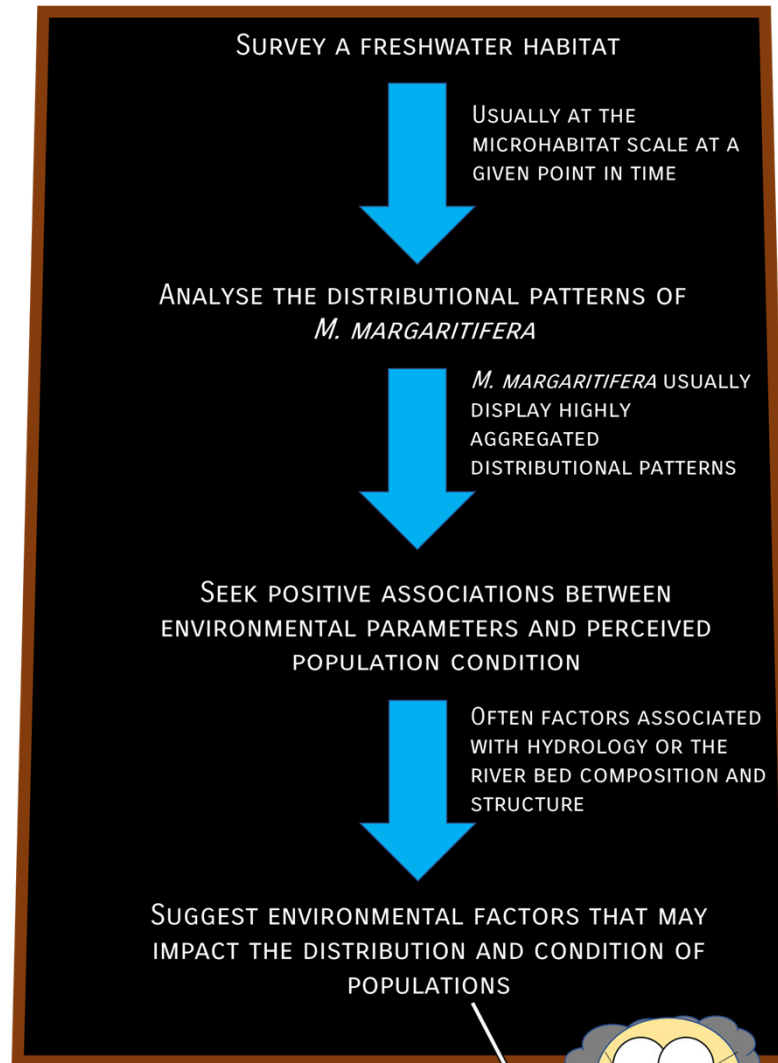 Survey a freshwater habitat
Usually at the
microhabitat scale at a
given point in time
Analyse the distributional patterns of
M. margaritifera
M. margaritifera usually
display highly
aggregated
distributional patterns
Seek positive associations between
environmental parameters and perceived
population condition
Often factors associated
with hydrology or the
river bed composition and
structure
Suggest environmental factors that may
impact the distribution and condition of
populations